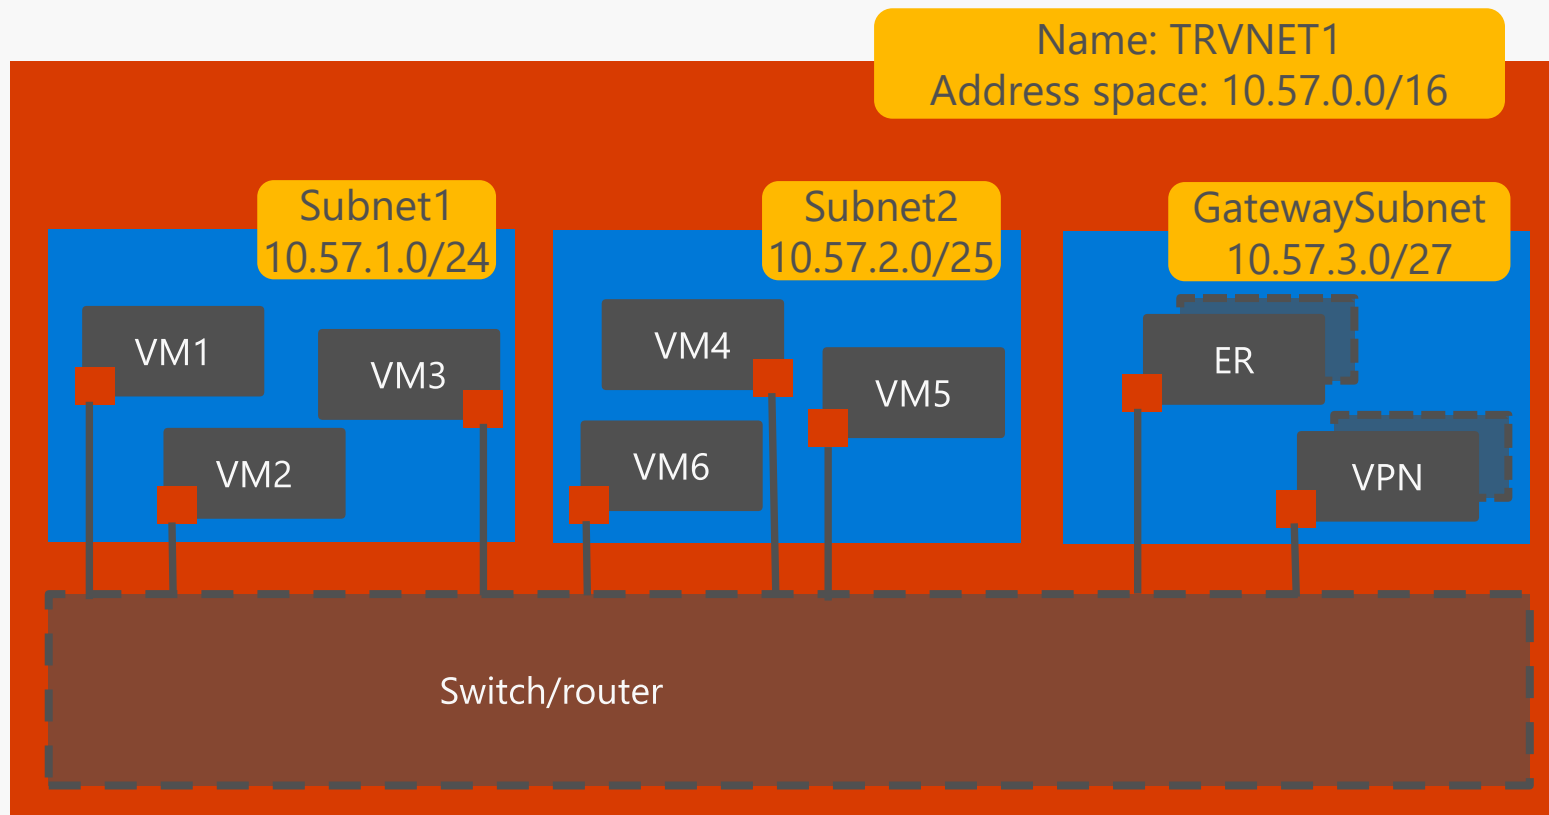 Name: TRVNET1
Address space: 10.57.0.0/16
Subnet1
10.57.1.0/24
Subnet2
10.57.2.0/25
GatewaySubnet
10.57.3.0/27
VM1
VM3
VM2
VM4
VM5
VM6
ER
VPN
Switch/router